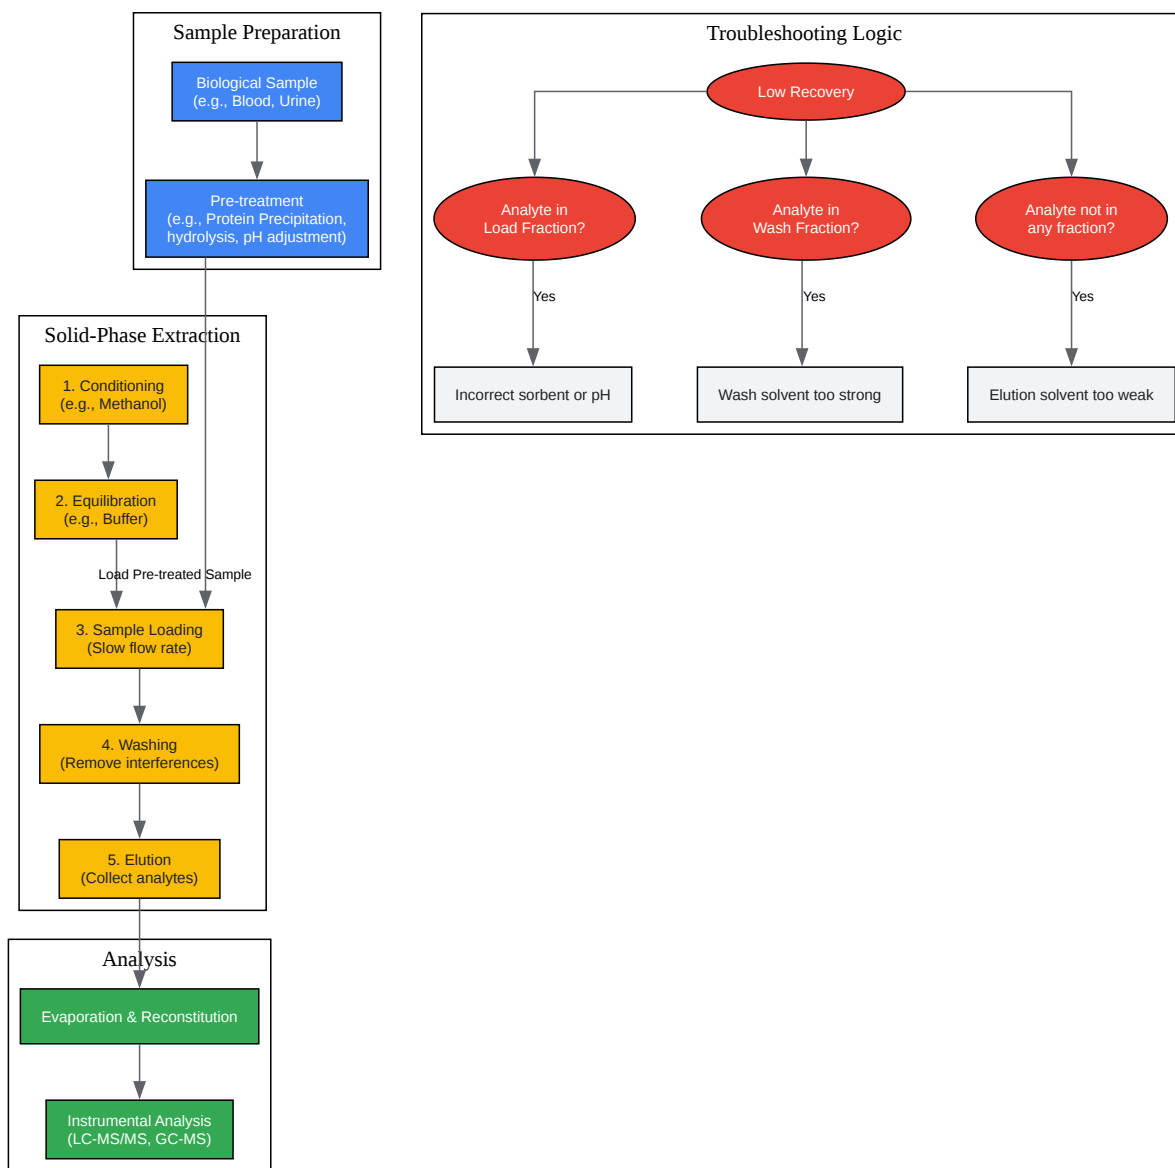 Sample Preparation
Biological Sample
(e.g., Blood, Urine)
Pre-treatment
(e.g., Protein Precipitation,
hydrolysis, pH adjustment)
Solid-Phase Extraction
1. Conditioning
(e.g., Methanol)
2. Equilibration
(e.g., Buffer)
Load Pre-treated Sample
3. Sample Loading
(Slow flow rate)
4. Washing
(Remove interferences)
5. Elution
(Collect analytes)
Analysis
Evaporation & Reconstitution
Instrumental Analysis
(LC-MS/MS, GC-MS)
Troubleshooting Logic
Low Recovery
Analyte in
Load Fraction?
Analyte in
Wash Fraction?
Analyte not in
any fraction?
Yes
Yes
Yes
Incorrect sorbent or pH
Wash solvent too strong
Elution solvent too weak